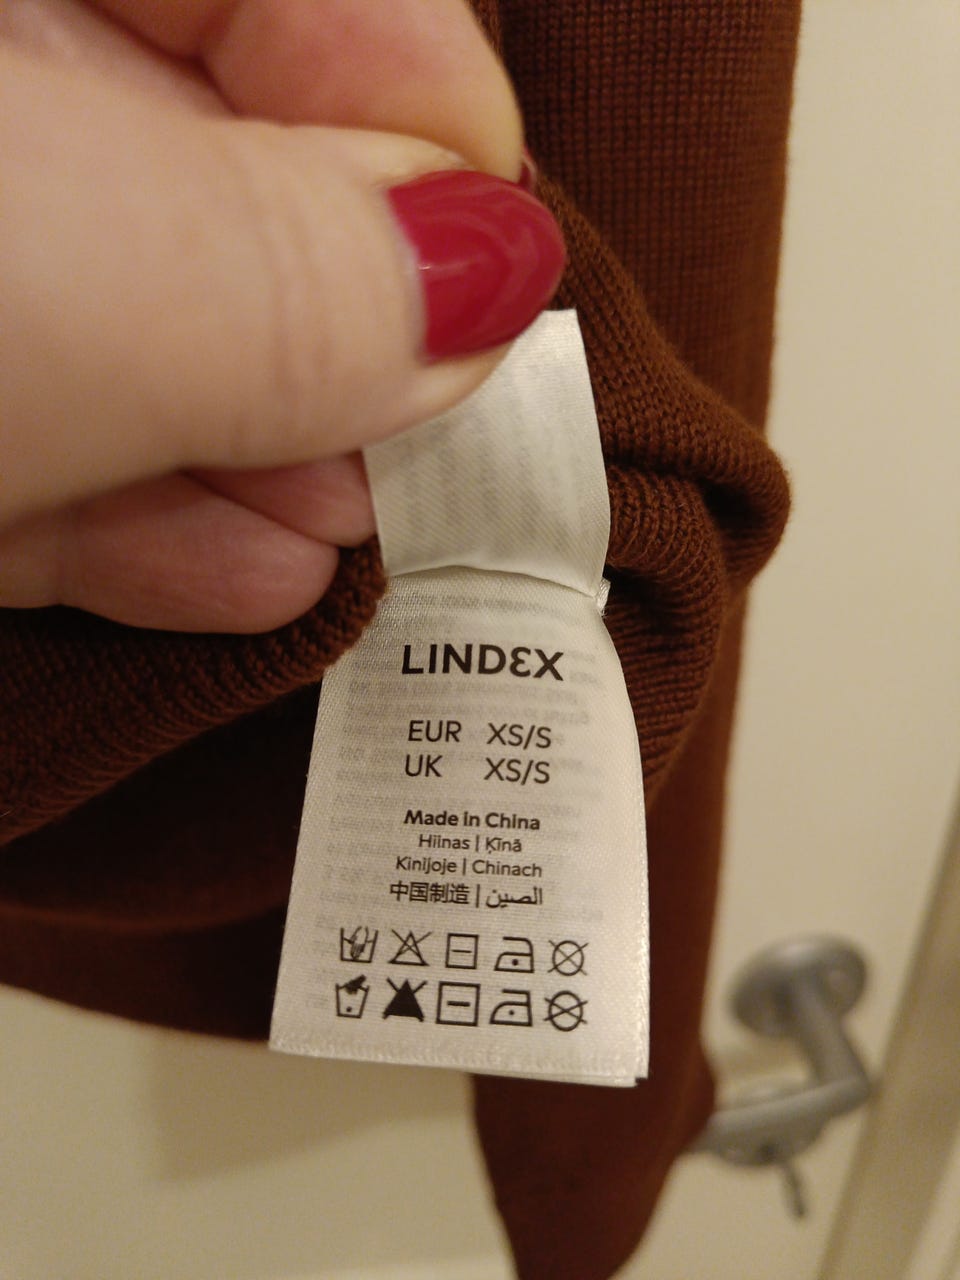 LINDEX
EUR XS/S
UK XS/S
Made in China
Hiinas | Ķīnā
Kinijoje | Chinach
中国制造 | الصين